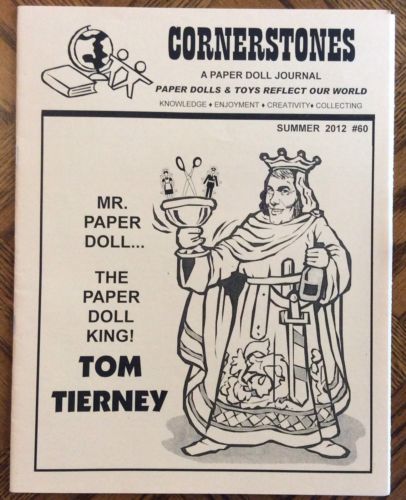 CORNERSTONES
A PAPER DOLL JOURNAL
PAPER DOLLS & TOYS REFLECT OUR WORLD
KNOWLEDGE ♦ ENJOYMENT ♦ CREATIVITY ♦ COLLECTING
SUMMER 2012 #60
MR.
PAPER
DOLL...
THE
PAPER
DOLL
KING!
TOM
TIERNEY